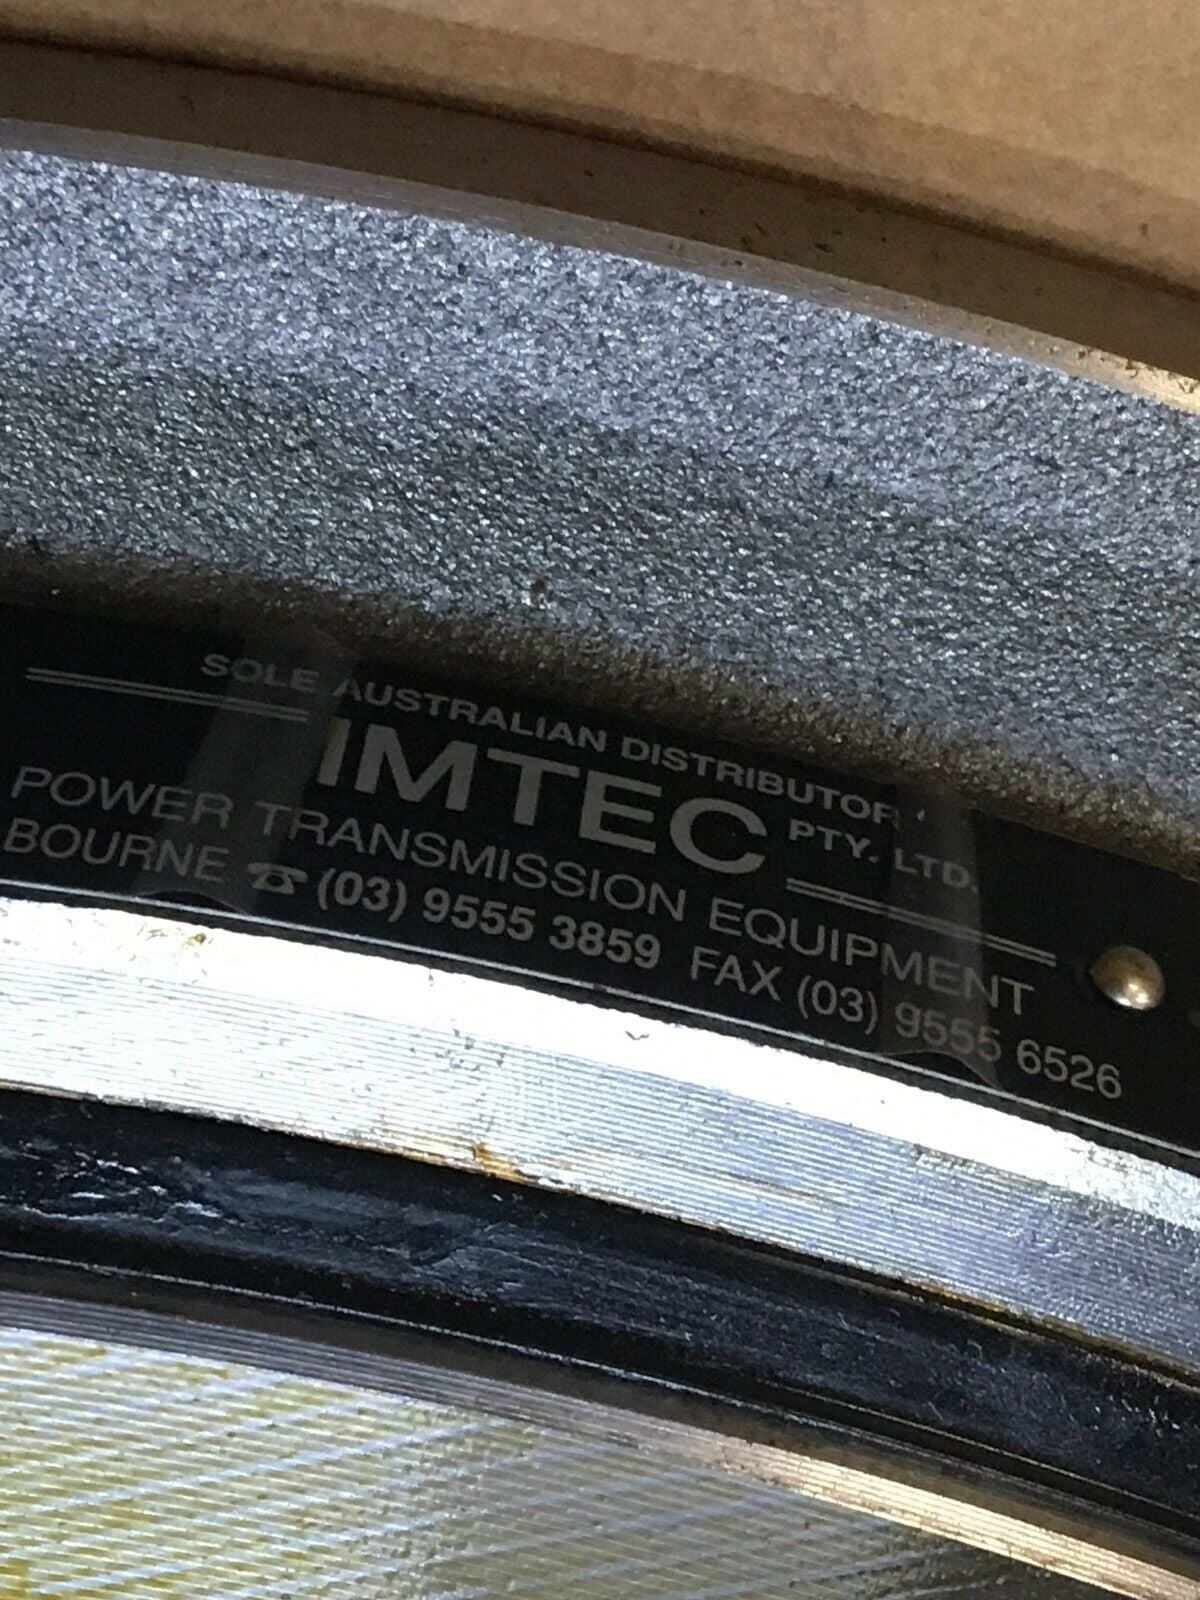 SOLE AUSTRALIAN DISTRIBUTOR
IMTEC PTY. LTD.
POWER TRANSMISSION EQUIPMENT
BOURNE ☎ (03) 9555 3859 FAX (03) 9555 6526